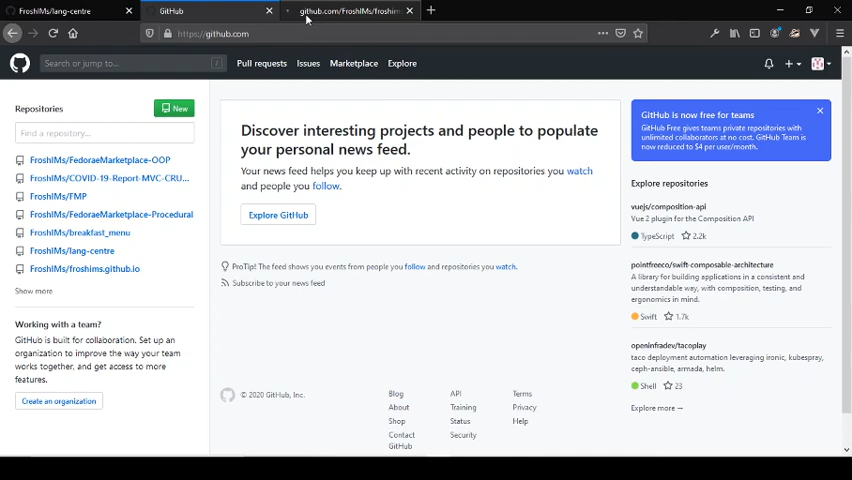 FroshIMs/lang-centre
GitHub
github.com/FroshIMs/froshims
https://github.com
Search or jump to...
/
Pull requests
Issues
Marketplace
Explore
Repositories
New
Find a repository...
FroshIMs/FedoraeMarketplace-OOP
FroshIMs/COVID-19-Report-MVC-CRU...
FroshIMs/FMP
FroshIMs/FedoraeMarketplace-Procedural
FroshIMs/breakfast_menu
FroshIMs/lang-centre
FroshIMs/froshims.github.io
Show more
Working with a team?
GitHub is built for collaboration. Set up an
organization to improve the way your team
works together, and get access to more
features.
Create an organization
Discover interesting projects and people to populate
your personal news feed.
Your news feed helps you keep up with recent activity on repositories you watch
and people you follow.
Explore GitHub
ProTip! The feed shows you events from people you follow and repositories you watch.
Subscribe to your news feed
© 2020 GitHub, Inc.
Blog
About
Shop
Contact
GitHub
API
Training
Status
Security
Terms
Privacy
Help
GitHub is now free for teams
GitHub Free gives teams private repositories with
unlimited collaborators at no cost. GitHub Team is
now reduced to $4 per user/month.
Explore repositories
vuejs/composition-api
Vue 2 plugin for the Composition API
TypeScript 2.2k
pointfreeco/swift-composable-architecture
A library for building applications in a consistent and
understandable way, with composition, testing, and
ergonomics in mind.
Swift 1.7k
openinfradev/tacoplay
taco deployment automation leveraging ironic, kubespray,
ceph-ansible, armada, helm.
Shell 23
Explore more →